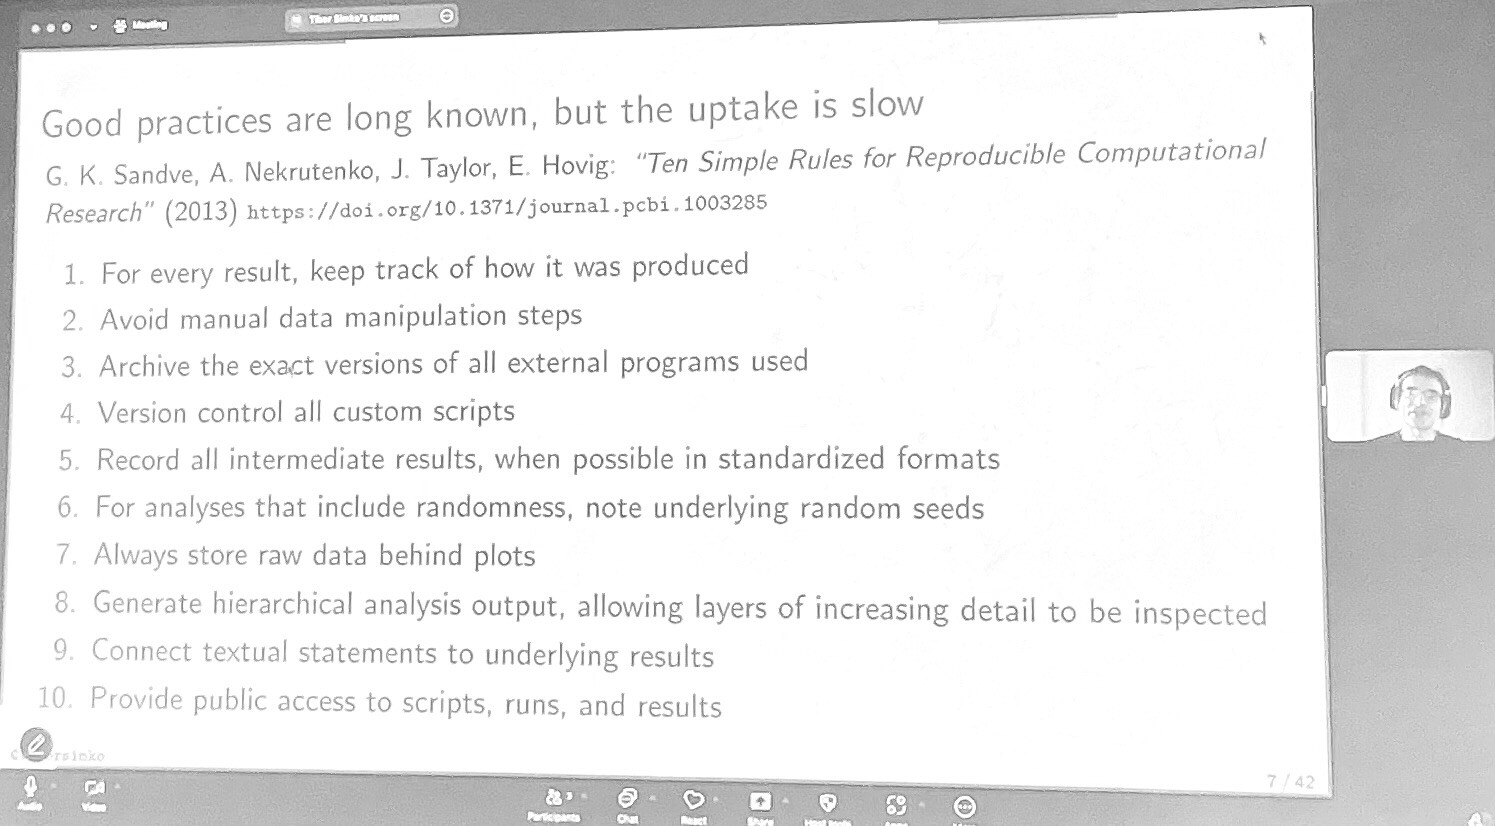 Meeting
Tibor Simko's screen
Good practices are long known, but the uptake is slow
G. K. Sandve, A. Nekrutenko, J. Taylor, E. Hovig: "Ten Simple Rules for Reproducible Computational
Research" (2013) https://doi.org/10.1371/journal.pcbi.1003285
1. For every result, keep track of how it was produced
2. Avoid manual data manipulation steps
3. Archive the exact versions of all external programs used
4. Version control all custom scripts
5. Record all intermediate results, when possible in standardized formats
6. For analyses that include randomness, note underlying random seeds
7. Always store raw data behind plots
8. Generate hierarchical analysis output, allowing layers of increasing detail to be inspected
9. Connect textual statements to underlying results
10. Provide public access to scripts, runs, and results
rsimko
7 / 42
Audio Video Participants 3 Chat React Share Host tools